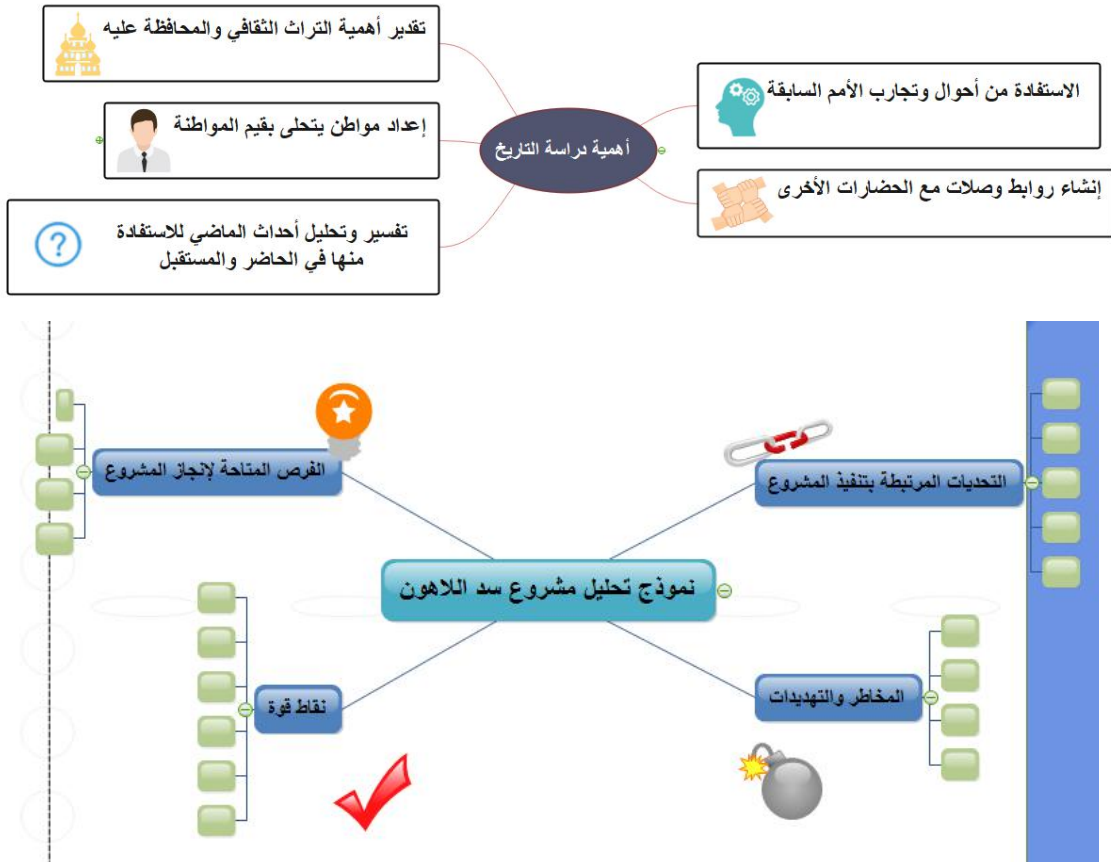 تقدير أهمية التراث الثقافي والمحافظة عليه
الاستفادة من أحوال وتجارب الأمم السابقة
إعداد مواطن يتحلى بقيم المواطنة
أهمية دراسة التاريخ
إنشاء روابط وصلات مع الحضارات الأخرى
تفسير وتحليل أحداث الماضي للاستفادة
منها في الحاضر والمستقبل
الفرص المتاحة لإنجاز المشروع
التحديات المرتبطة بتنفيذ المشروع
نموذج تحليل مشروع سد اللاهون
نقاط قوة
المخاطر والتهديدات